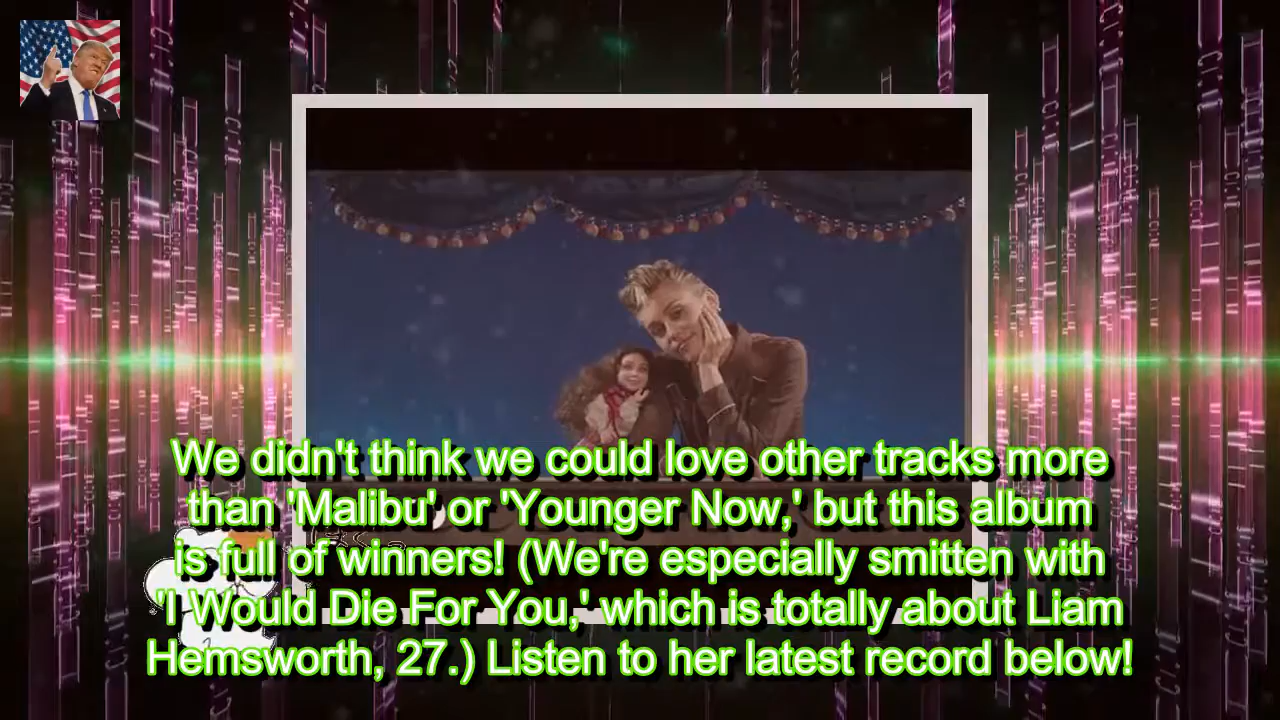 We didn't think we could love other tracks more
than 'Malibu' or 'Younger Now,' but this album
is full of winners! (We're especially smitten with
'I Would Die For You,' which is totally about Liam
Hemsworth, 27.) Listen to her latest record below!